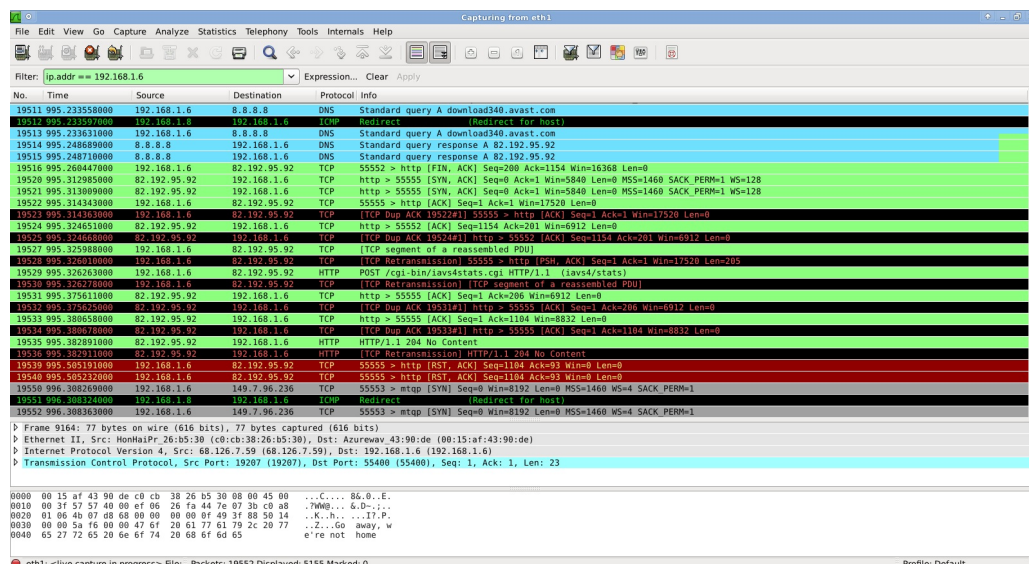 Capturing from eth1
File Edit View Go Capture Analyze Statistics Telephony Tools Internals Help
Filter: ip.addr == 192.168.1.6 Expression... Clear Apply
No. Time Source Destination Protocol Info
19511 995.233558000 192.168.1.6 8.8.8.8 DNS Standard query A download340.avast.com
19512 995.233597000 192.168.1.8 192.168.1.6 ICMP Redirect (Redirect for host)
19513 995.233631000 192.168.1.6 8.8.8.8 DNS Standard query A download340.avast.com
19514 995.248689000 8.8.8.8 192.168.1.6 DNS Standard query response A 82.192.95.92
19515 995.248710000 8.8.8.8 192.168.1.6 DNS Standard query response A 82.192.95.92
19516 995.260447000 192.168.1.6 82.192.95.92 TCP 55552 > http [FIN, ACK] Seq=200 Ack=1154 Win=16368 Len=0
19520 995.312985000 82.192.95.92 192.168.1.6 TCP http > 55555 [SYN, ACK] Seq=0 Ack=1 Win=5840 Len=0 MSS=1460 SACK_PERM=1 WS=128
19521 995.313009000 82.192.95.92 192.168.1.6 TCP http > 55555 [SYN, ACK] Seq=0 Ack=1 Win=5840 Len=0 MSS=1460 SACK_PERM=1 WS=128
19522 995.314343000 192.168.1.6 82.192.95.92 TCP 55555 > http [ACK] Seq=1 Ack=1 Win=17520 Len=0
19523 995.314363000 192.168.1.6 82.192.95.92 TCP [TCP Dup ACK 19522#1] 55555 > http [ACK] Seq=1 Ack=1 Win=17520 Len=0
19524 995.324651000 82.192.95.92 192.168.1.6 TCP http > 55552 [ACK] Seq=1154 Ack=201 Win=6912 Len=0
19525 995.324668000 82.192.95.92 192.168.1.6 TCP [TCP Dup ACK 19524#1] http > 55552 [ACK] Seq=1154 Ack=201 Win=6912 Len=0
19527 995.325988000 192.168.1.6 82.192.95.92 TCP [TCP segment of a reassembled PDU]
19528 995.326010000 192.168.1.6 82.192.95.92 TCP [TCP Retransmission] 55555 > http [PSH, ACK] Seq=1 Ack=1 Win=17520 Len=205
19529 995.326263000 192.168.1.6 82.192.95.92 HTTP POST /cgi-bin/iavs4stats.cgi HTTP/1.1 (iavs4/stats)
19530 995.326278000 192.168.1.6 82.192.95.92 TCP [TCP Retransmission] [TCP segment of a reassembled PDU]
19531 995.375611000 82.192.95.92 192.168.1.6 TCP http > 55555 [ACK] Seq=1 Ack=206 Win=6912 Len=0
19532 995.375625000 82.192.95.92 192.168.1.6 TCP [TCP Dup ACK 19531#1] http > 55555 [ACK] Seq=1 Ack=206 Win=6912 Len=0
19533 995.380658000 82.192.95.92 192.168.1.6 TCP http > 55555 [ACK] Seq=1 Ack=1104 Win=8832 Len=0
19534 995.380678000 82.192.95.92 192.168.1.6 TCP [TCP Dup ACK 19533#1] http > 55555 [ACK] Seq=1 Ack=1104 Win=8832 Len=0
19535 995.382891000 82.192.95.92 192.168.1.6 HTTP HTTP/1.1 204 No Content
19536 995.382911000 82.192.95.92 192.168.1.6 HTTP [TCP Retransmission] HTTP/1.1 204 No Content
19539 995.505191000 192.168.1.6 82.192.95.92 TCP 55555 > http [RST, ACK] Seq=1104 Ack=93 Win=0 Len=0
19540 995.505232000 192.168.1.6 82.192.95.92 TCP 55555 > http [RST, ACK] Seq=1104 Ack=93 Win=0 Len=0
19550 996.308269000 192.168.1.6 149.7.96.236 TCP 55553 > mtqp [SYN] Seq=0 Win=8192 Len=0 MSS=1460 WS=4 SACK_PERM=1
19551 996.308324000 192.168.1.8 192.168.1.6 ICMP Redirect (Redirect for host)
19552 996.308363000 192.168.1.6 149.7.96.236 TCP 55553 > mtqp [SYN] Seq=0 Win=8192 Len=0 MSS=1460 WS=4 SACK_PERM=1
Frame 9164: 77 bytes on wire (616 bits), 77 bytes captured (616 bits)
Ethernet II, Src: HonHaiPr_26:b5:30 (c0:cb:38:26:b5:30), Dst: Azurewav_43:90:de (00:15:af:43:90:de)
Internet Protocol Version 4, Src: 68.126.7.59 (68.126.7.59), Dst: 192.168.1.6 (192.168.1.6)
Transmission Control Protocol, Src Port: 19207 (19207), Dst Port: 55400 (55400), Seq: 1, Ack: 1, Len: 23
0000 00 15 af 43 90 de c0 cb 38 26 b5 30 08 00 45 00 ...C.... 8&.0..E.
0010 00 3f 57 57 40 00 ef 06 26 fa 44 7e 07 3b c0 a8 .?WW@... &.D~.;..
0020 01 06 4b 07 d8 68 00 00 00 00 0f 49 3f 88 50 14 ..K..h.. ...I?.P.
0030 00 00 5a f6 00 00 47 6f 20 61 77 61 79 2c 20 77 ..Z...Go away, w
0040 65 27 72 65 20 6e 6f 74 20 68 6f 6d 65 e're not home
eth1: <live capture in progress> File: Packets: 19552 Displayed: 5155 Marked: 0 Profile: Default